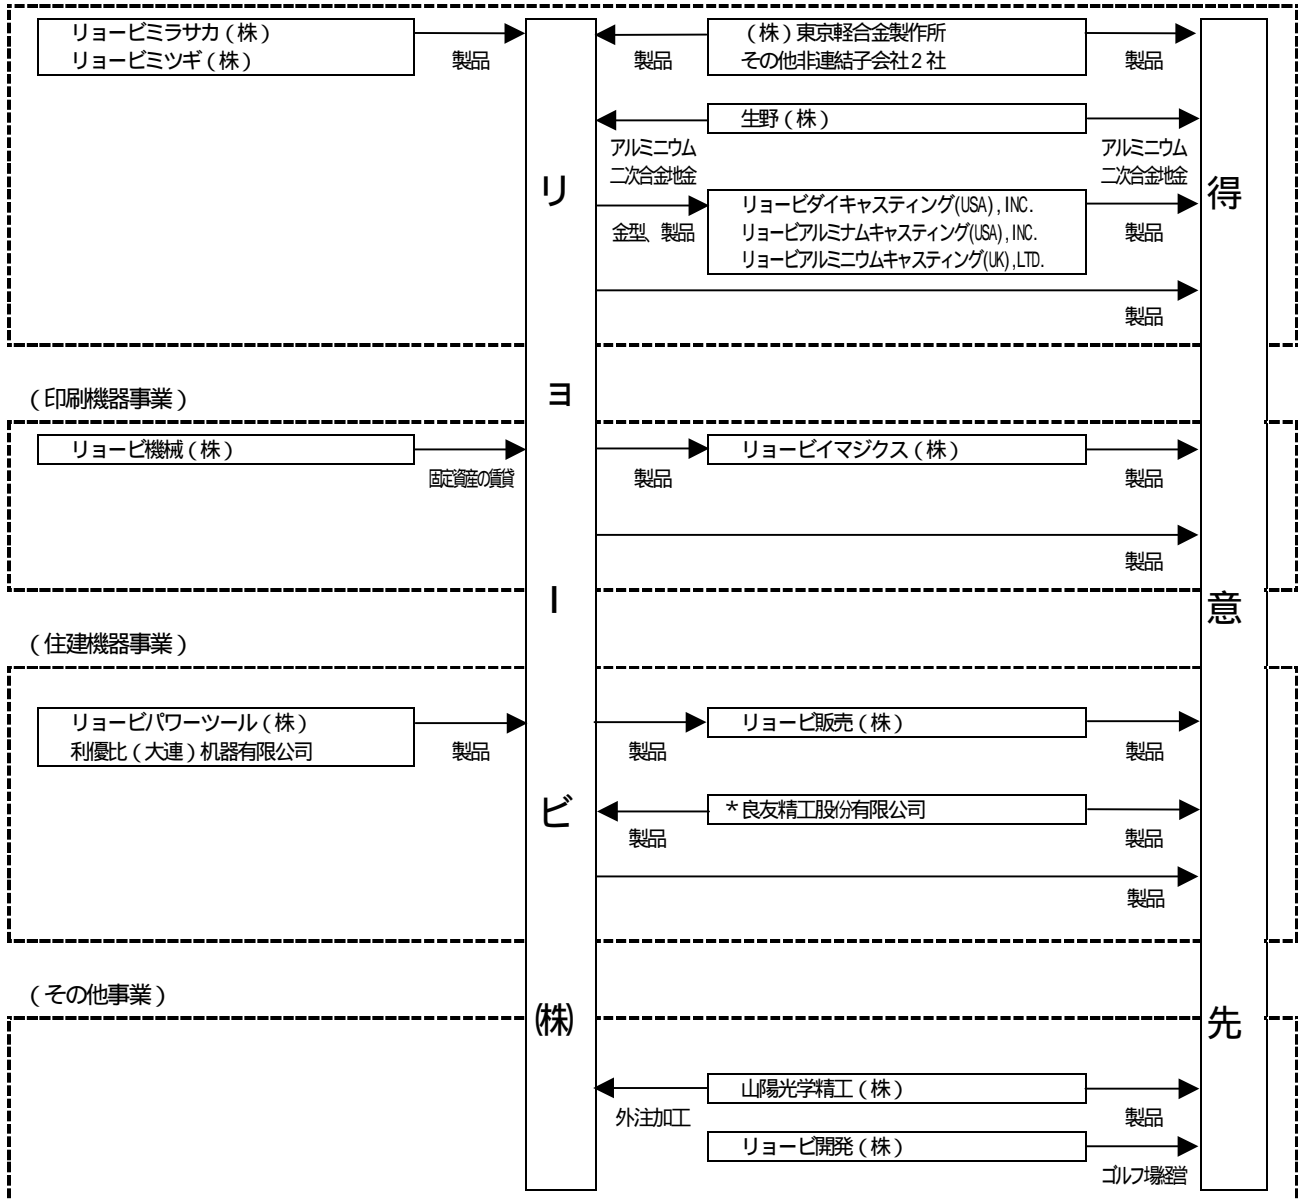 リョービミラサカ（株）
リョービミツギ（株）
製品
製品
（株）東京軽合金製作所
その他非連結子会社２社
製品
生野（株）
アルミニウム
二次合金地金
アルミニウム
二次合金地金
金型、製品
リョービダイキャスティング(USA),INC.
リョービアルミナムキャスティング(USA),INC.
リョービアルミニウムキャスティング(UK),LTD.
製品
製品
リョービ㈱
得意先
（印刷機器事業）
リョービ機械（株）
固定資産の賃貸
製品
リョービイマジクス（株）
製品
製品
（住建機器事業）
リョービパワーツール（株）
利優比（大連）机器有限公司
製品
製品
リョービ販売（株）
製品
＊良友精工股份有限公司
製品
製品
製品
（その他事業）
山陽光学精工（株）
外注加工
製品
リョービ開発（株）
ゴルフ場経営